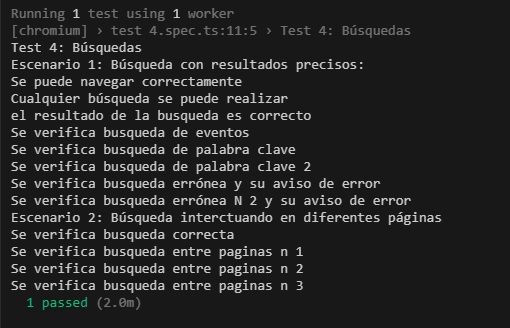 Running 1 test using 1 worker
[chromium] › test 4.spec.ts:11:5 › Test 4: Búsquedas
Test 4: Búsquedas
Escenario 1: Búsqueda con resultados precisos:
Se puede navegar correctamente
Cualquier búsqueda se puede realizar
el resultado de la busqueda es correcto
Se verifica busqueda de eventos
Se verifica busqueda de palabra clave
Se verifica busqueda de palabra clave 2
Se verifica busqueda errónea y su aviso de error
Se verifica busqueda errónea N 2 y su aviso de error
Escenario 2: Búsqueda interctuando en diferentes páginas
Se verifica busqueda correcta
Se verifica busqueda entre paginas n 1
Se verifica busqueda entre paginas n 2
Se verifica busqueda entre paginas n 3
1 passed (2.0m)